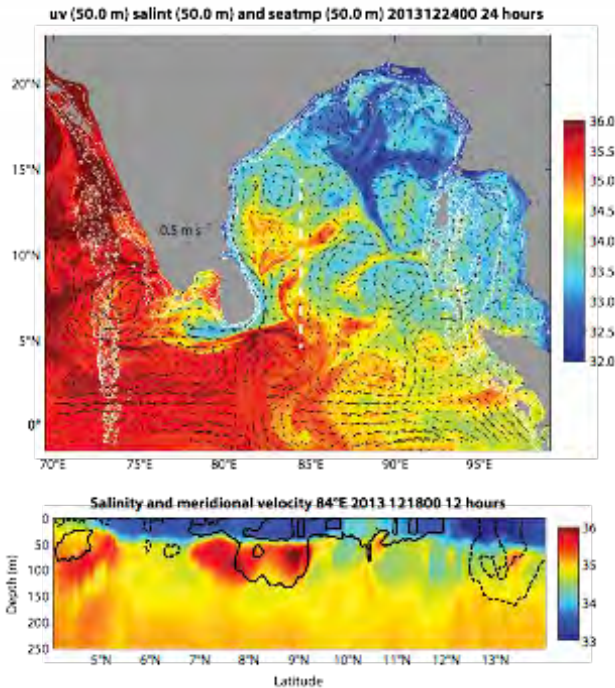 uv (50.0 m) salint (50.0 m) and seatmp (50.0 m) 2013122400 24 hours
20°N
15°N
10°N
5°N
0°
0.5 m s⁻¹
36.0
35.5
35.0
34.5
34.0
33.5
33.0
32.5
32.0
70°E 75°E 80°E 85°E 90°E 95°E
Salinity and meridional velocity 84°E 2013 121800 12 hours
0
50
100
150
200
250
Depth (m)
36
35
34
33
5°N 6°N 7°N 8°N 9°N 10°N 11°N 12°N 13°N
Latitude